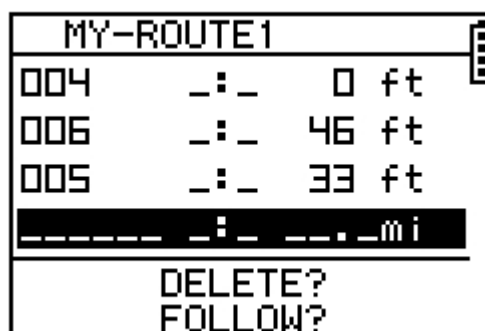 MY-ROUTE1
004 _:_ 0 ft
006 _:_ 46 ft
005 _:_ 33 ft
______ _:_ __._mi
DELETE?
FOLLOW?